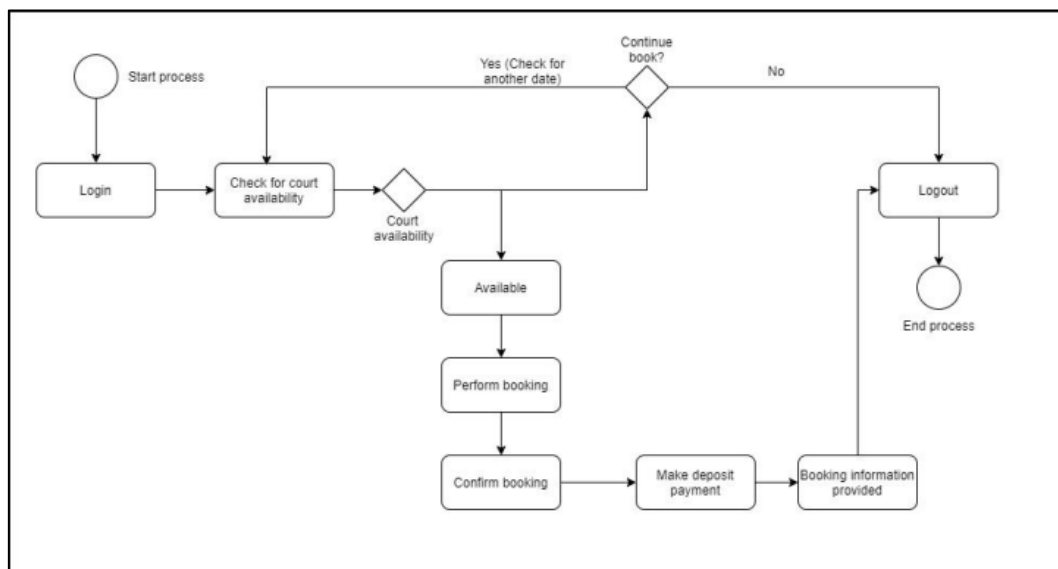 Continue
book?
Yes (Check for
another date)
No
Start process
Login
Check for court
availability
Court
availability
Logout
Available
End process
Perform booking
Confirm booking
Make deposit
payment
Booking information
provided